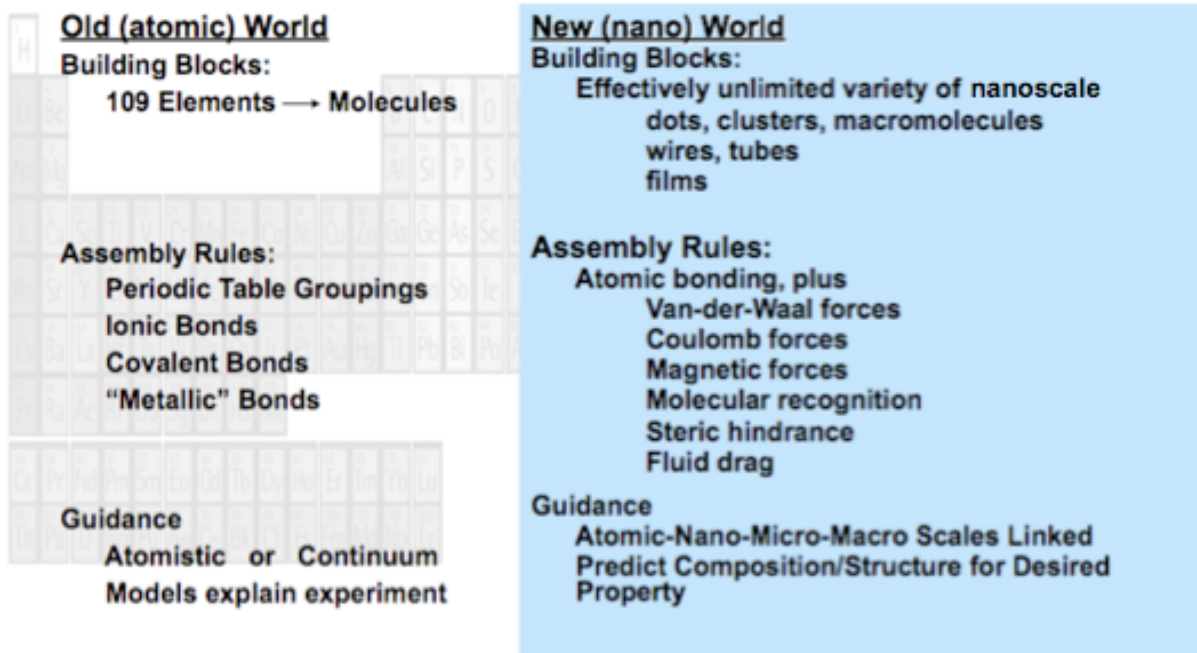 Old (atomic) World
Building Blocks:
109 Elements → Molecules
Assembly Rules:
Periodic Table Groupings
Ionic Bonds
Covalent Bonds
“Metallic” Bonds
Guidance
Atomistic or Continuum
Models explain experiment
New (nano) World
Building Blocks:
Effectively unlimited variety of nanoscale
dots, clusters, macromolecules
wires, tubes
films
Assembly Rules:
Atomic bonding, plus
Van-der-Waal forces
Coulomb forces
Magnetic forces
Molecular recognition
Steric hindrance
Fluid drag
Guidance
Atomic-Nano-Micro-Macro Scales Linked
Predict Composition/Structure for Desired
Property